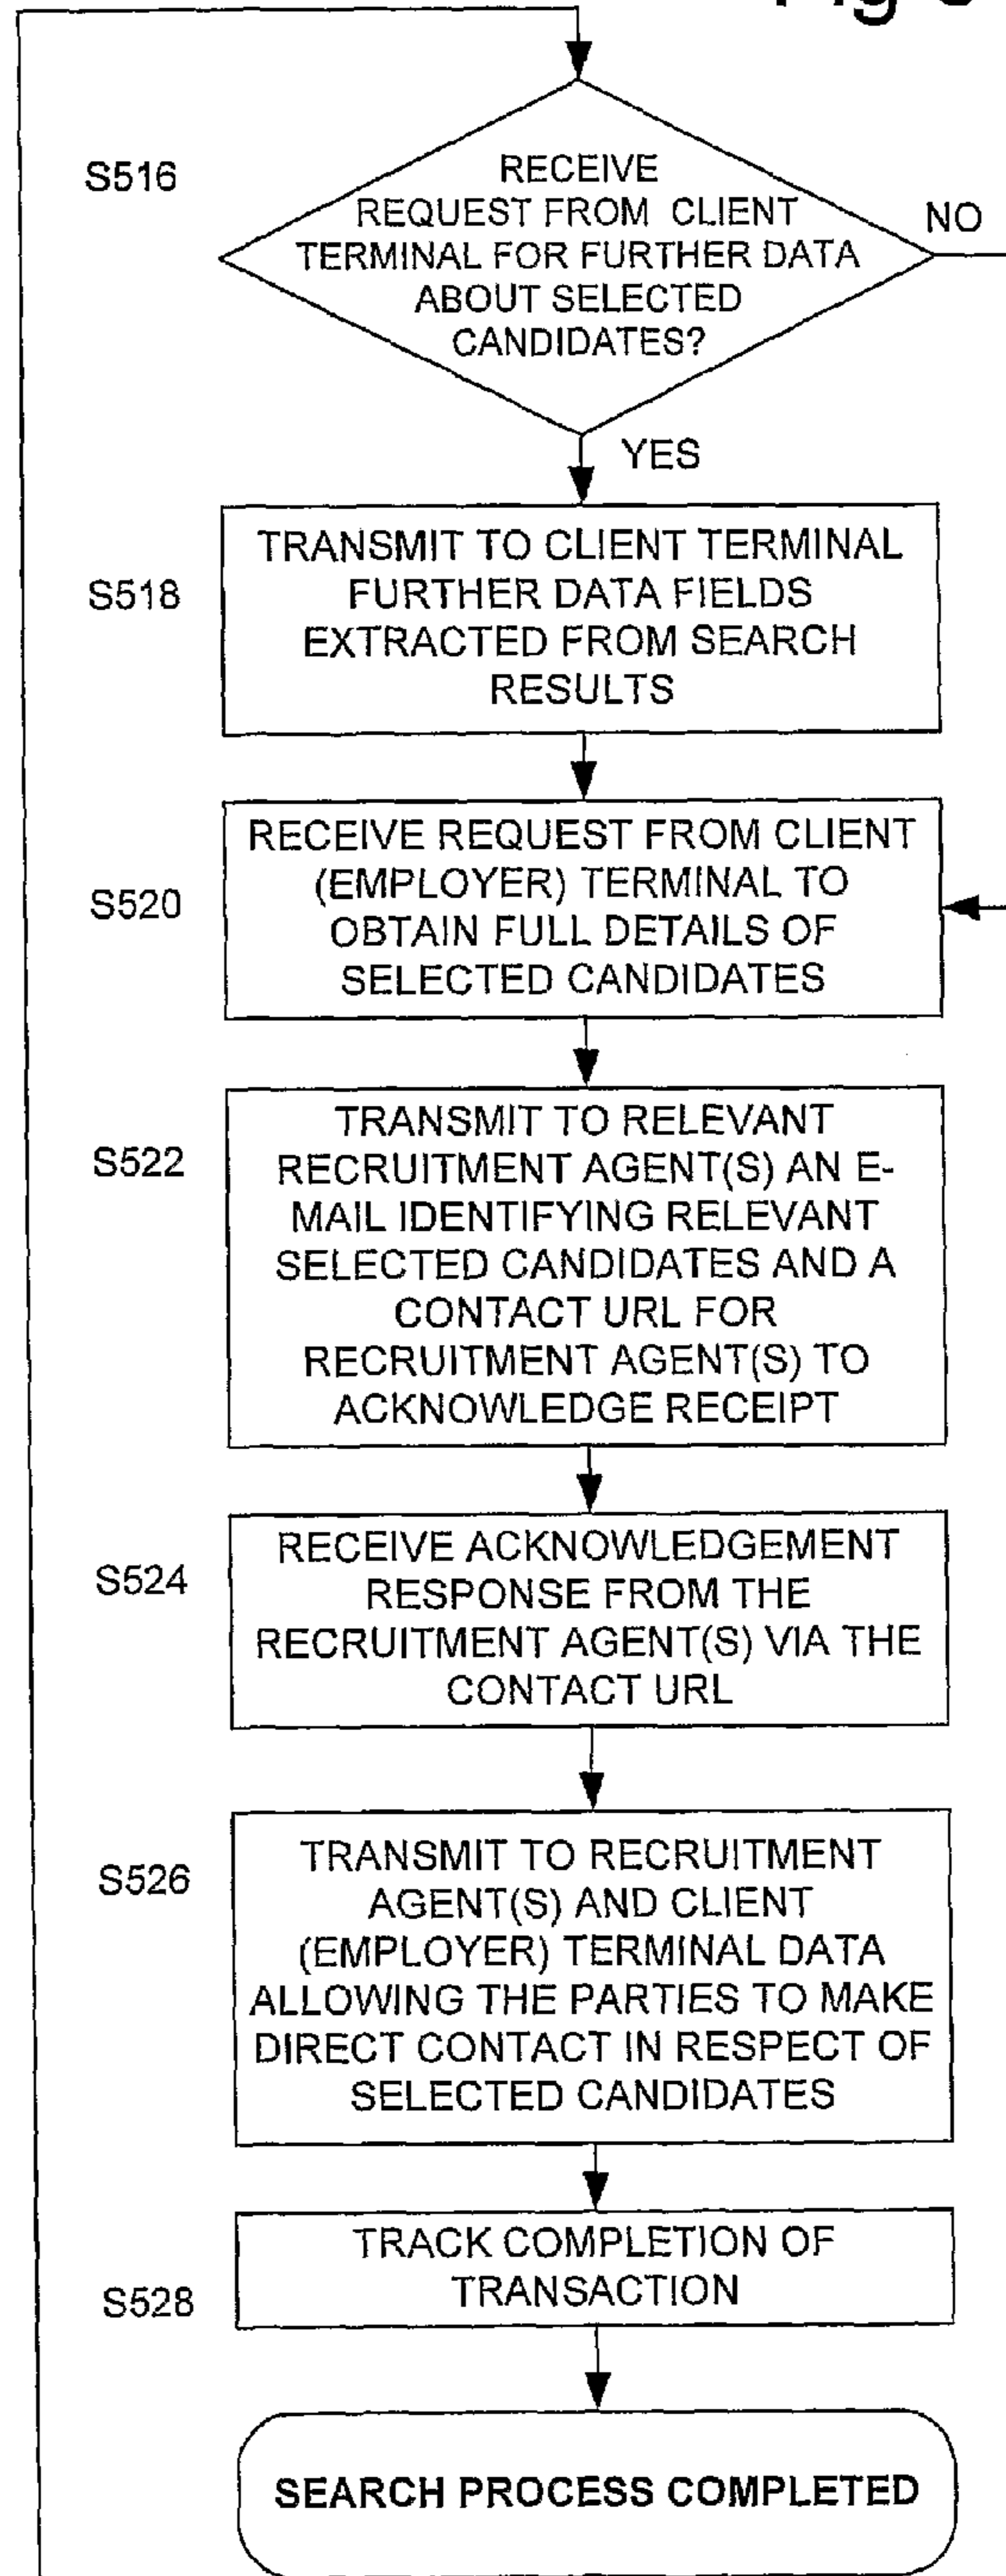 S516
RECEIVE
REQUEST FROM CLIENT
TERMINAL FOR FURTHER DATA
ABOUT SELECTED
CANDIDATES?
NO
YES
S518
TRANSMIT TO CLIENT TERMINAL
FURTHER DATA FIELDS
EXTRACTED FROM SEARCH
RESULTS
S520
RECEIVE REQUEST FROM CLIENT
(EMPLOYER) TERMINAL TO
OBTAIN FULL DETAILS OF
SELECTED CANDIDATES
S522
TRANSMIT TO RELEVANT
RECRUITMENT AGENT(S) AN E-
MAIL IDENTIFYING RELEVANT
SELECTED CANDIDATES AND A
CONTACT URL FOR
RECRUITMENT AGENT(S) TO
ACKNOWLEDGE RECEIPT
S524
RECEIVE ACKNOWLEDGEMENT
RESPONSE FROM THE
RECRUITMENT AGENT(S) VIA THE
CONTACT URL
S526
TRANSMIT TO RECRUITMENT
AGENT(S) AND CLIENT
(EMPLOYER) TERMINAL DATA
ALLOWING THE PARTIES TO MAKE
DIRECT CONTACT IN RESPECT OF
SELECTED CANDIDATES
S528
TRACK COMPLETION OF
TRANSACTION
SEARCH PROCESS COMPLETED